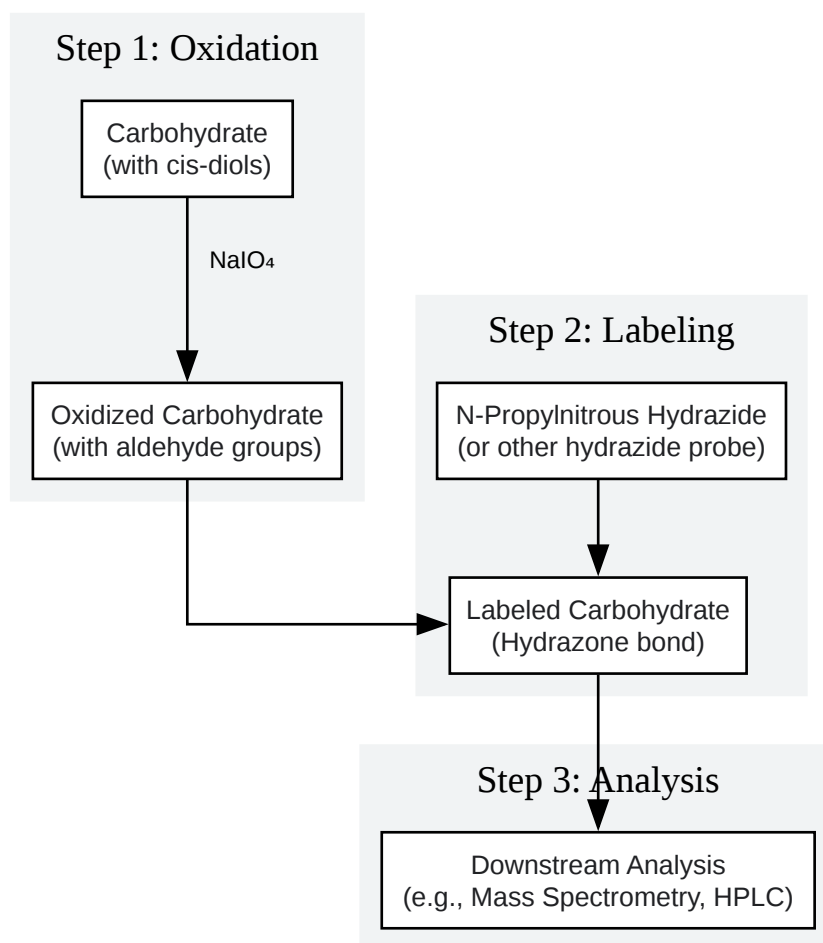 Step 1: Oxidation
Carbohydrate
(with cis-diols)
NaIO₄
Oxidized Carbohydrate
(with aldehyde groups)
Step 2: Labeling
N-Propylnitrous Hydrazide
(or other hydrazide probe)
Labeled Carbohydrate
(Hydrazone bond)
Step 3: Analysis
Downstream Analysis
(e.g., Mass Spectrometry, HPLC)